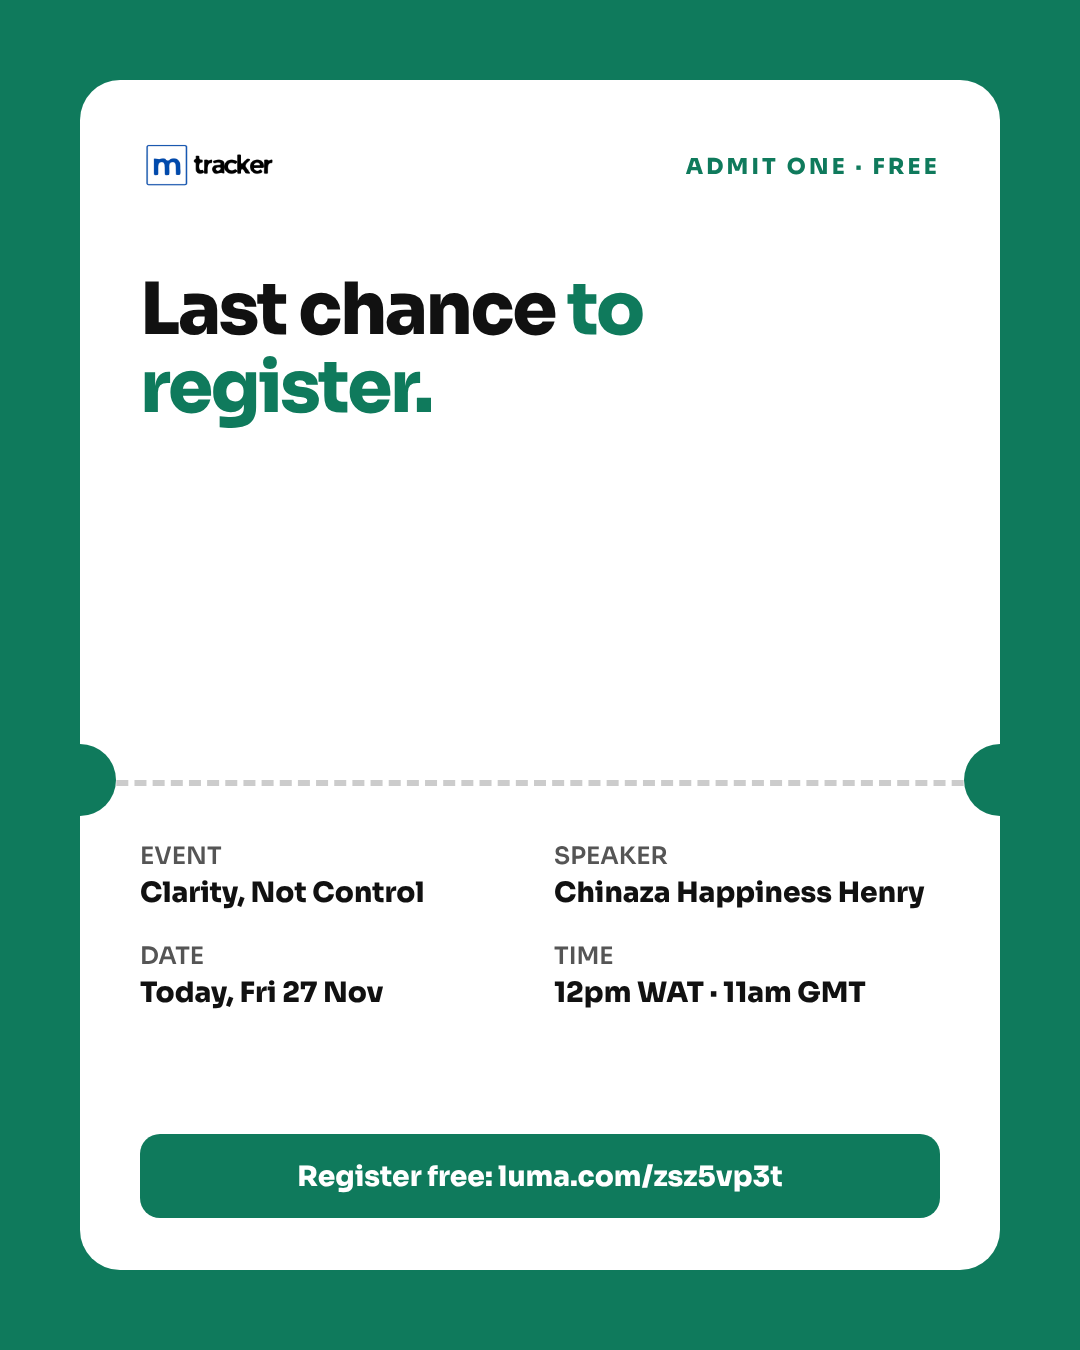 m tracker
ADMIT ONE · FREE
Last chance to
register.
EVENT
Clarity, Not Control
SPEAKER
Chinaza Happiness Henry
DATE
Today, Fri 27 Nov
TIME
12pm WAT · 11am GMT
Register free: luma.com/zsz5vp3t